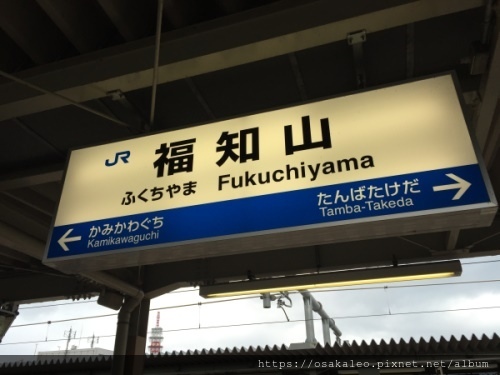 JR 福知山
ふくちやま Fukuchiyama
← かみかわぐち
Kamikawaguchi
たんばたけだ →
Tamba-Takeda
https://osakaleo.pixnet.net/album